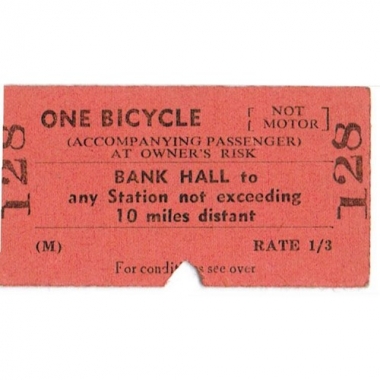 ONE BICYCLE [NOT MOTOR]
(ACCOMPANYING PASSENGER)
AT OWNER'S RISK
BANK HALL to
any Station not exceeding
10 miles distant
(M) RATE 1/3
For conditions see over
128
128